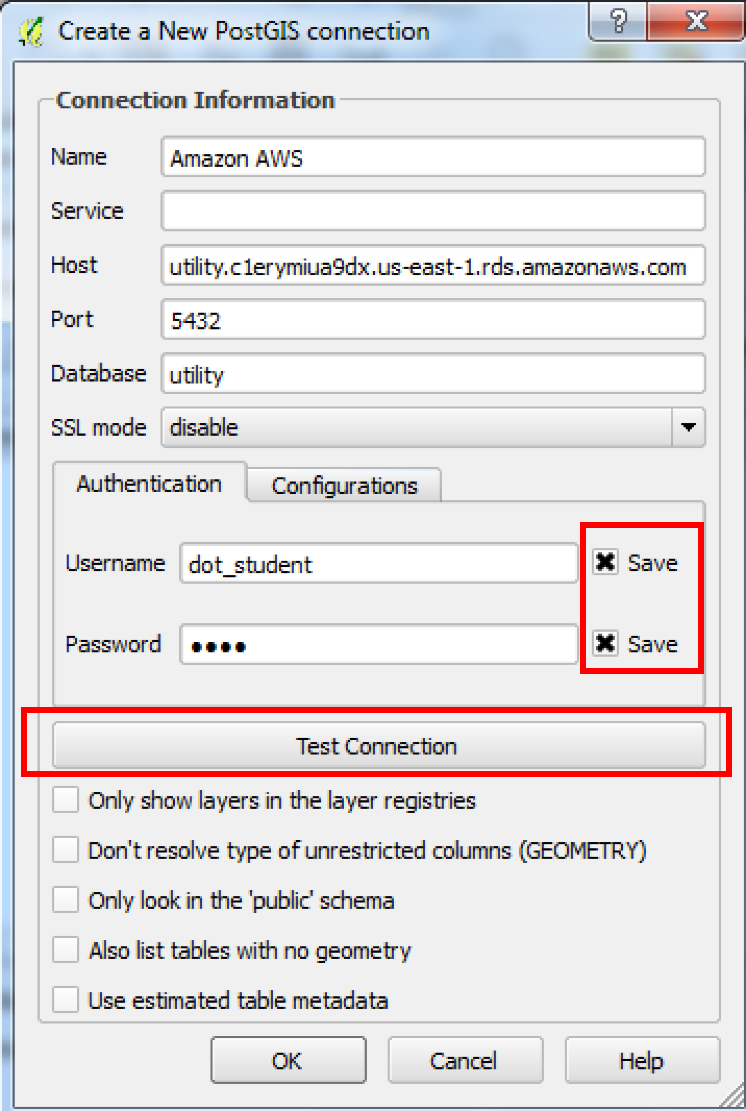 Create a New PostGIS connection
Connection Information
Name Amazon AWS
Service
Host utility.c1erymiua9dx.us-east-1.rds.amazonaws.com
Port 5432
Database utility
SSL mode disable
Authentication Configurations
Username dot_student Save
Password ●●●● Save
Test Connection
Only show layers in the layer registries
Don't resolve type of unrestricted columns (GEOMETRY)
Only look in the 'public' schema
Also list tables with no geometry
Use estimated table metadata
OK Cancel Help